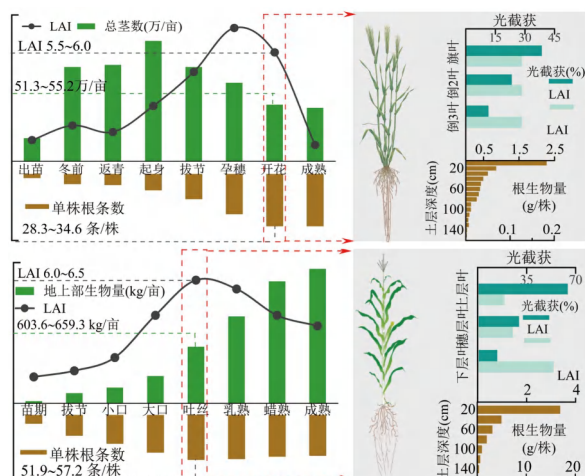 LAI
总茎数(万/亩)
LAI 5.5~6.0
51.3~55.2万/亩
出苗 冬前 返青 起身 拔节 孕穗 开花 成熟
单株根条数
28.3~34.6 条/株
光截获
15 30 45
旗叶
倒2叶
倒3叶
光截获(%)
LAI
LAI
0.5 1.5 2.5
土层深度(cm)
20
60
100
140
根生物量
(g/株)
0.1 0.2
LAI 6.0~6.5
地上部生物量(kg/亩)
LAI
603.6~659.3 kg/亩
苗期 拔节 小口 大口 吐丝 乳熟 蜡熟 成熟
单株根条数
51.9~57.2 条/株
光截获
35 70
上层叶
穗层叶
下层叶
光截获(%)
LAI
LAI
2 4
土层深度(cm)
20
60
100
140
根生物量
(g/株)
10 20